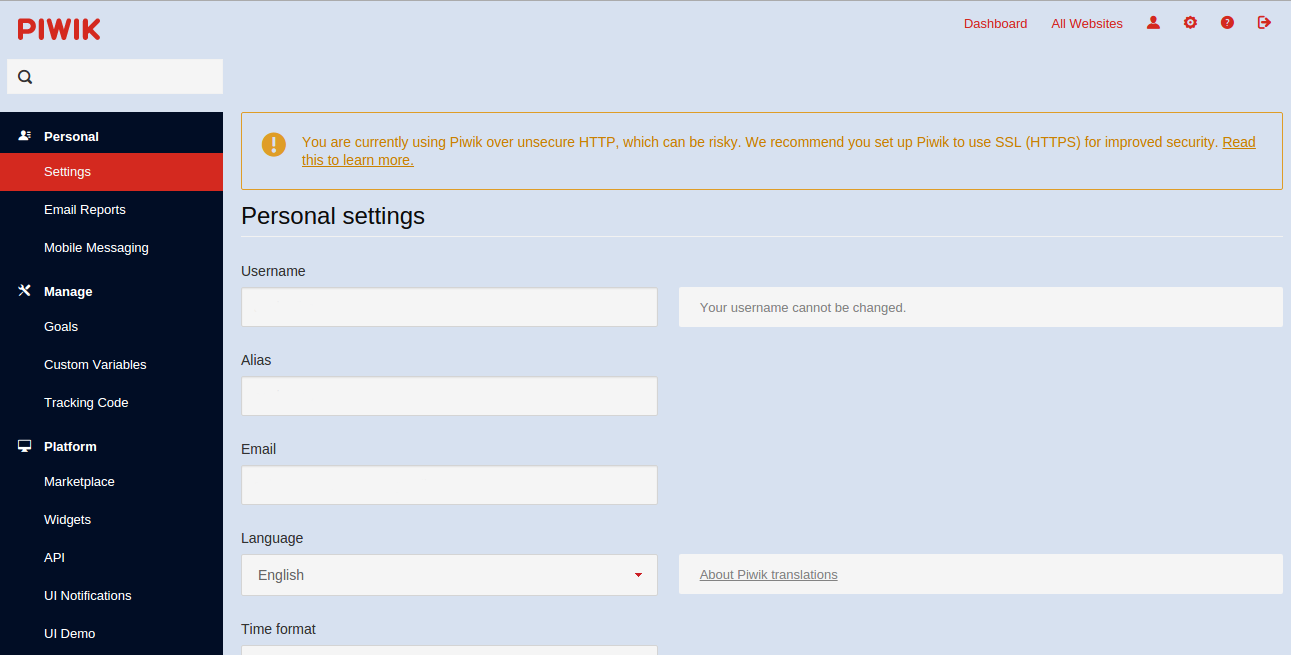 PIWIK
Dashboard
All Websites
Personal
Settings
Email Reports
Mobile Messaging
Manage
Goals
Custom Variables
Tracking Code
Platform
Marketplace
Widgets
API
UI Notifications
UI Demo
You are currently using Piwik over unsecure HTTP, which can be risky. We recommend you set up Piwik to use SSL (HTTPS) for improved security. Read
this to learn more.
Personal settings
Username
Your username cannot be changed.
Alias
Email
Language
English
About Piwik translations
Time format